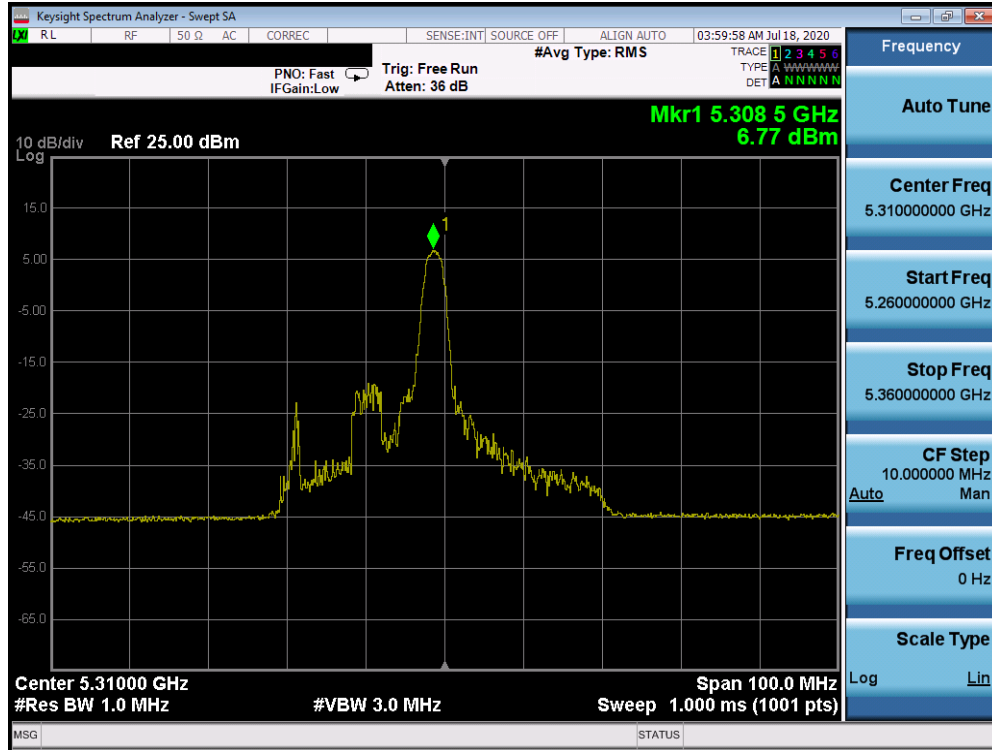 Keysight Spectrum Analyzer - Swept SA
LXI RL RF 50 Ω AC CORREC SENSE:INT SOURCE OFF ALIGN AUTO 03:59:58 AM Jul 18, 2020
#Avg Type: RMS
TRACE 1 2 3 4 5 6
TYPE A WWWWW
DET A N N N N N
PNO: Fast
IFGain:Low
Trig: Free Run
Atten: 36 dB
Mkr1 5.308 5 GHz
6.77 dBm
10 dB/div Ref 25.00 dBm
Log
1
15.0
5.00
-5.00
-15.0
-25.0
-35.0
-45.0
-55.0
-65.0
Center 5.31000 GHz Span 100.0 MHz
#Res BW 1.0 MHz #VBW 3.0 MHz Sweep 1.000 ms (1001 pts)
MSG STATUS
Frequency
Auto Tune
Center Freq
5.310000000 GHz
Start Freq
5.260000000 GHz
Stop Freq
5.360000000 GHz
CF Step
10.000000 MHz
Auto Man
Freq Offset
0 Hz
Scale Type
Log Lin